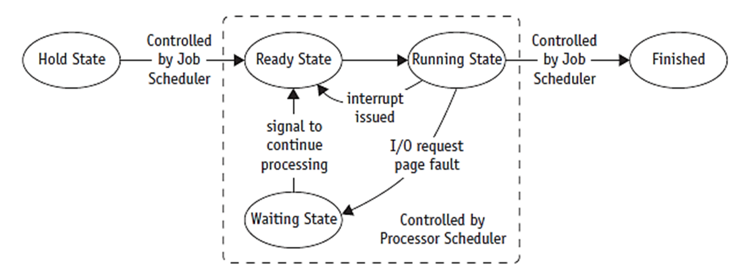 Hold State
Controlled
by Job
Scheduler
Ready State
Running State
Controlled
by Job
Scheduler
Finished
interrupt
issued
signal to
continue
processing
I/O request
page fault
Waiting State
Controlled by
Processor Scheduler